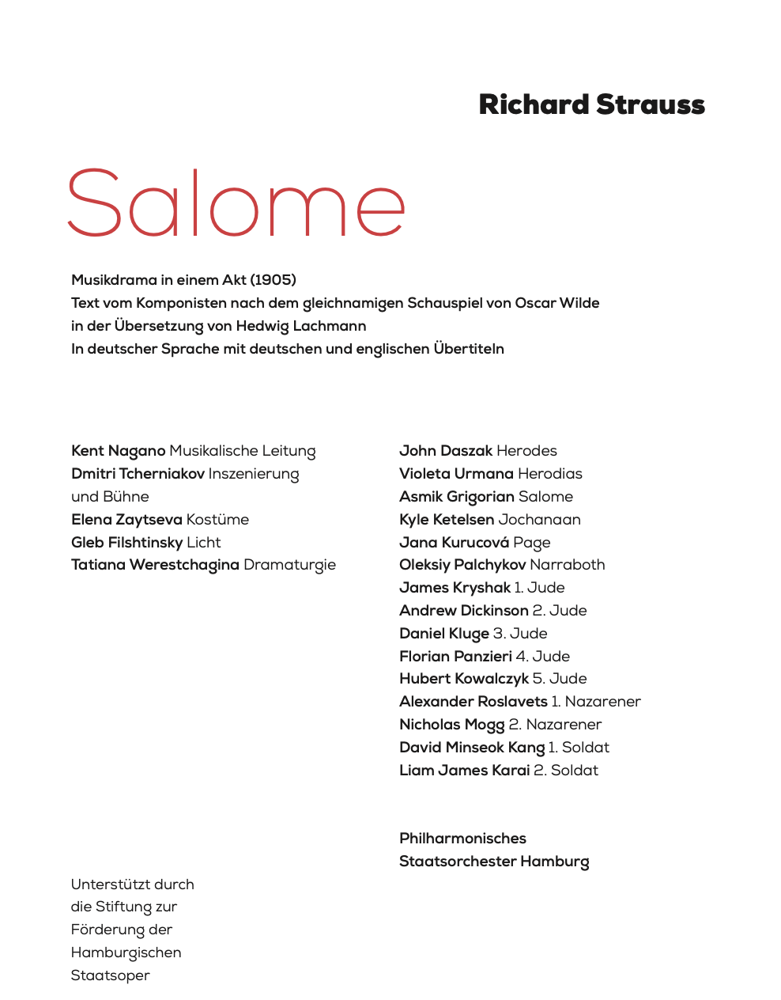 Richard Strauss
Salome
Musikdrama in einem Akt (1905)
Text vom Komponisten nach dem gleichnamigen Schauspiel von Oscar Wilde
in der Übersetzung von Hedwig Lachmann
In deutscher Sprache mit deutschen und englischen Übertiteln
Kent Nagano Musikalische Leitung
Dmitri Tcherniakov Inszenierung
und Bühne
Elena Zaytseva Kostüme
Gleb Filshtinsky Licht
Tatiana Werestchagina Dramaturgie
John Daszak Herodes
Violeta Urmana Herodias
Asmik Grigorian Salome
Kyle Ketelsen Jochanaan
Jana Kurucová Page
Oleksiy Palchykov Narraboth
James Kryshak 1. Jude
Andrew Dickinson 2. Jude
Daniel Kluge 3. Jude
Florian Panzieri 4. Jude
Hubert Kowalczyk 5. Jude
Alexander Roslavets 1. Nazarener
Nicholas Mogg 2. Nazarener
David Minseok Kang 1. Soldat
Liam James Karai 2. Soldat
Philharmonisches
Staatsorchester Hamburg
Unterstützt durch
die Stiftung zur
Förderung der
Hamburgischen
Staatsoper